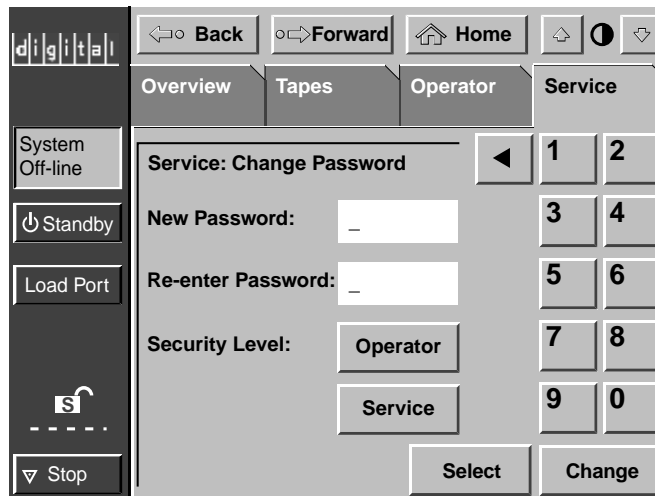 digital
Back
Forward
Home
Overview
Tapes
Operator
Service
System
Off-line
Standby
Load Port
S
Stop
Service: Change Password
New Password: _
Re-enter Password: _
Security Level:
Operator
Service
1 2
3 4
5 6
7 8
9 0
Select
Change